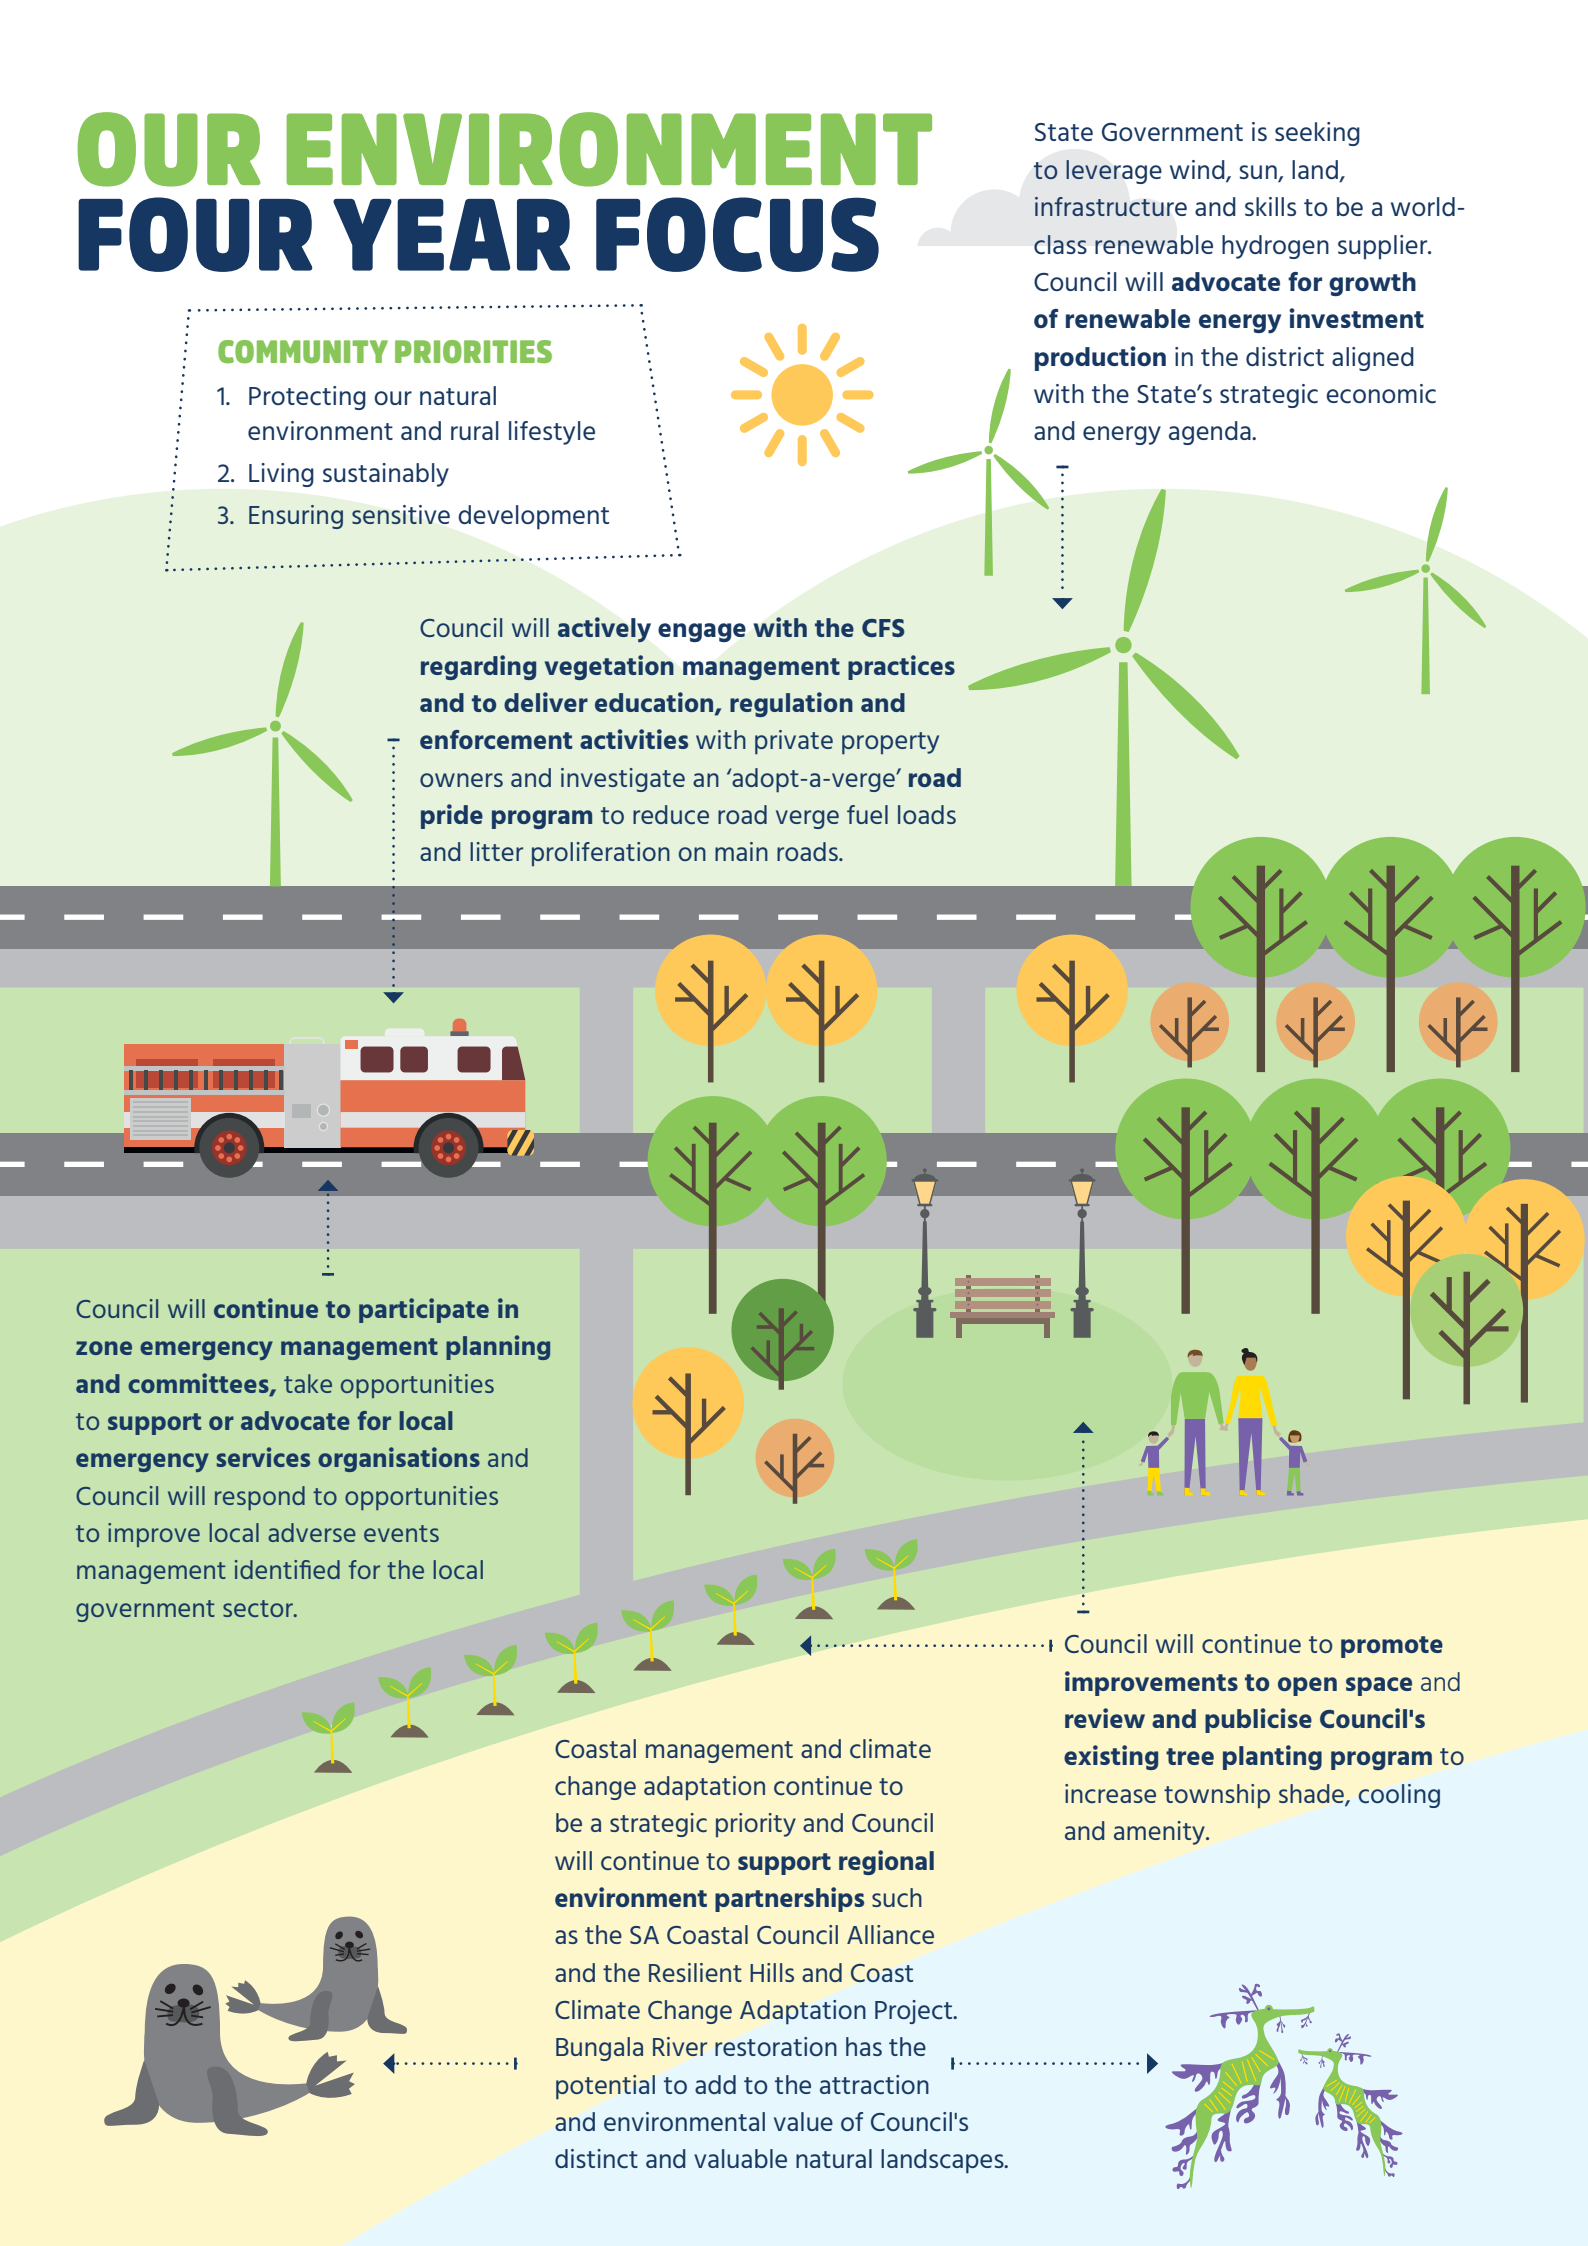 OUR ENVIRONMENT
FOUR YEAR FOCUS
COMMUNITY PRIORITIES
1. Protecting our natural
environment and rural lifestyle
2. Living sustainably
3. Ensuring sensitive development
State Government is seeking
to leverage wind, sun, land,
infrastructure and skills to be a world-
class renewable hydrogen supplier.
Council will advocate for growth
of renewable energy investment
production in the district aligned
with the State’s strategic economic
and energy agenda.
Council will actively engage with the CFS
regarding vegetation management practices
and to deliver education, regulation and
enforcement activities with private property
owners and investigate an ‘adopt-a-verge’ road
pride program to reduce road verge fuel loads
and litter proliferation on main roads.
Council will continue to participate in
zone emergency management planning
and committees, take opportunities
to support or advocate for local
emergency services organisations and
Council will respond to opportunities
to improve local adverse events
management identified for the local
government sector.
Council will continue to promote
improvements to open space and
review and publicise Council's
existing tree planting program to
increase township shade, cooling
and amenity.
Coastal management and climate
change adaptation continue to
be a strategic priority and Council
will continue to support regional
environment partnerships such
as the SA Coastal Council Alliance
and the Resilient Hills and Coast
Climate Change Adaptation Project.
Bungala River restoration has the
potential to add to the attraction
and environmental value of Council's
distinct and valuable natural landscapes.